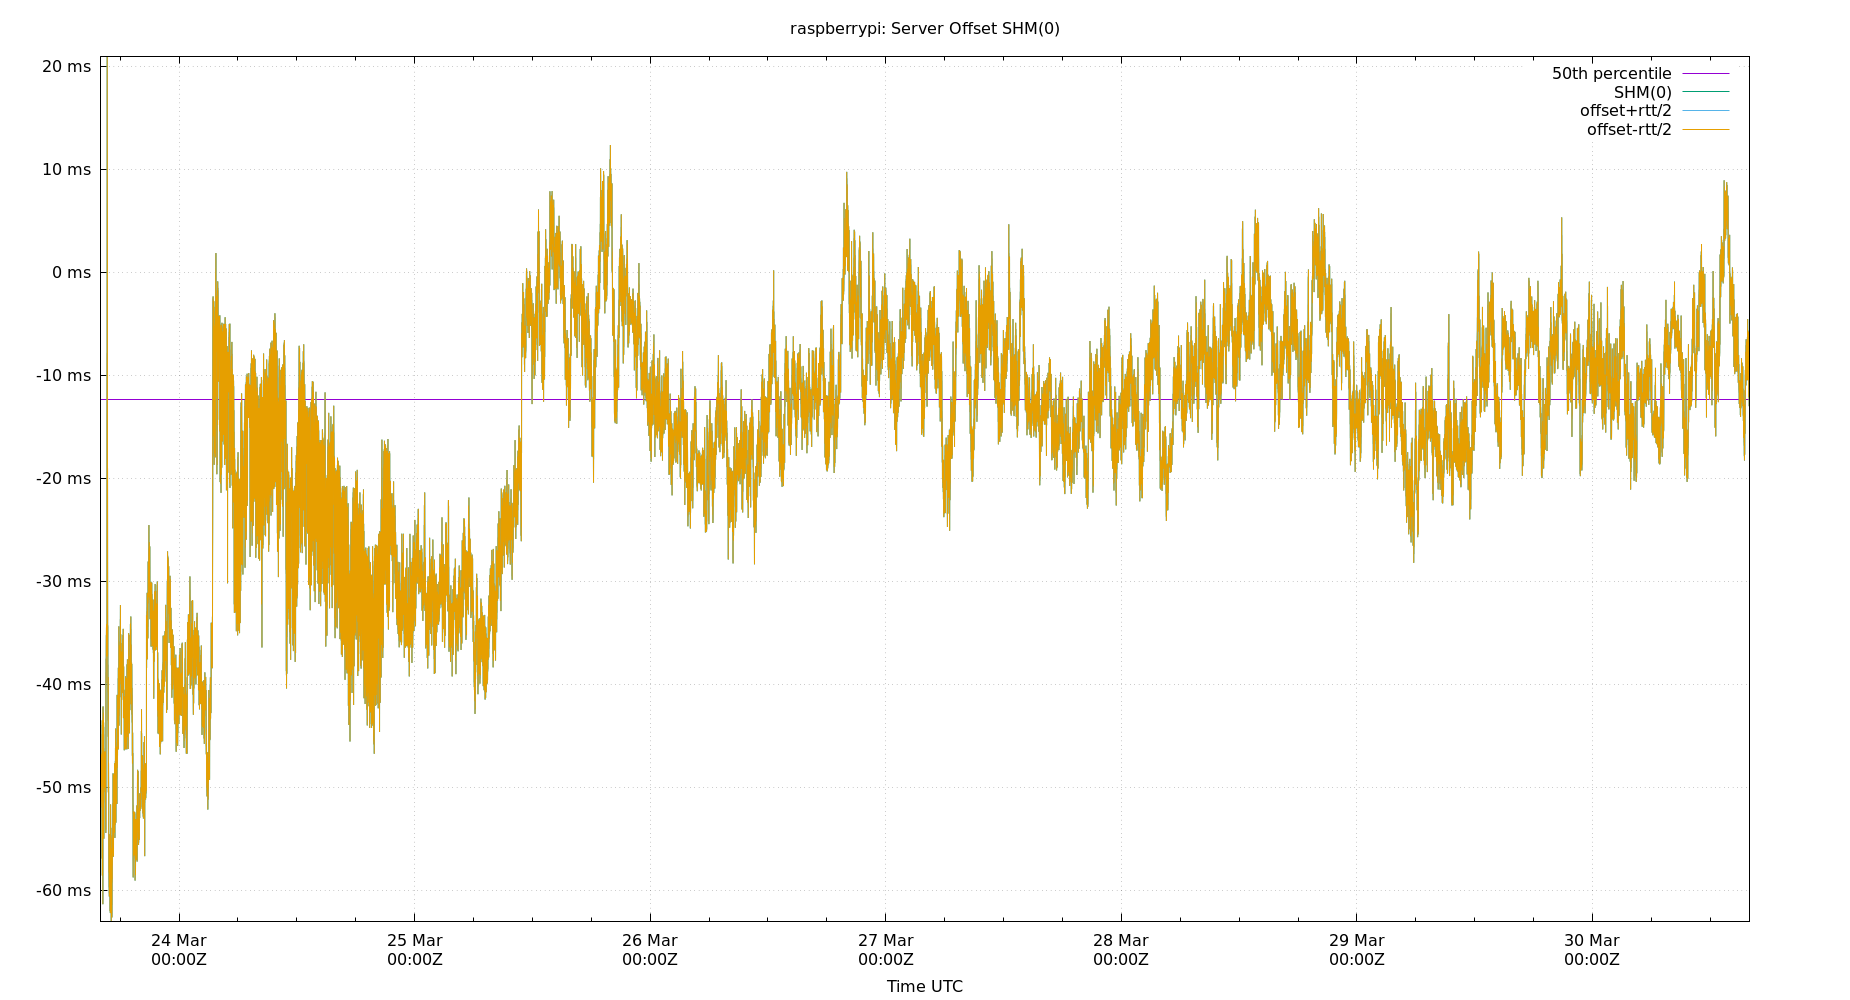 raspberrypi: Server Offset SHM(0)
20 ms
10 ms
0 ms
-10 ms
-20 ms
-30 ms
-40 ms
-50 ms
-60 ms
50th percentile
SHM(0)
offset+rtt/2
offset-rtt/2
24 Mar
00:00Z
25 Mar
00:00Z
26 Mar
00:00Z
27 Mar
00:00Z
28 Mar
00:00Z
29 Mar
00:00Z
30 Mar
00:00Z
Time UTC